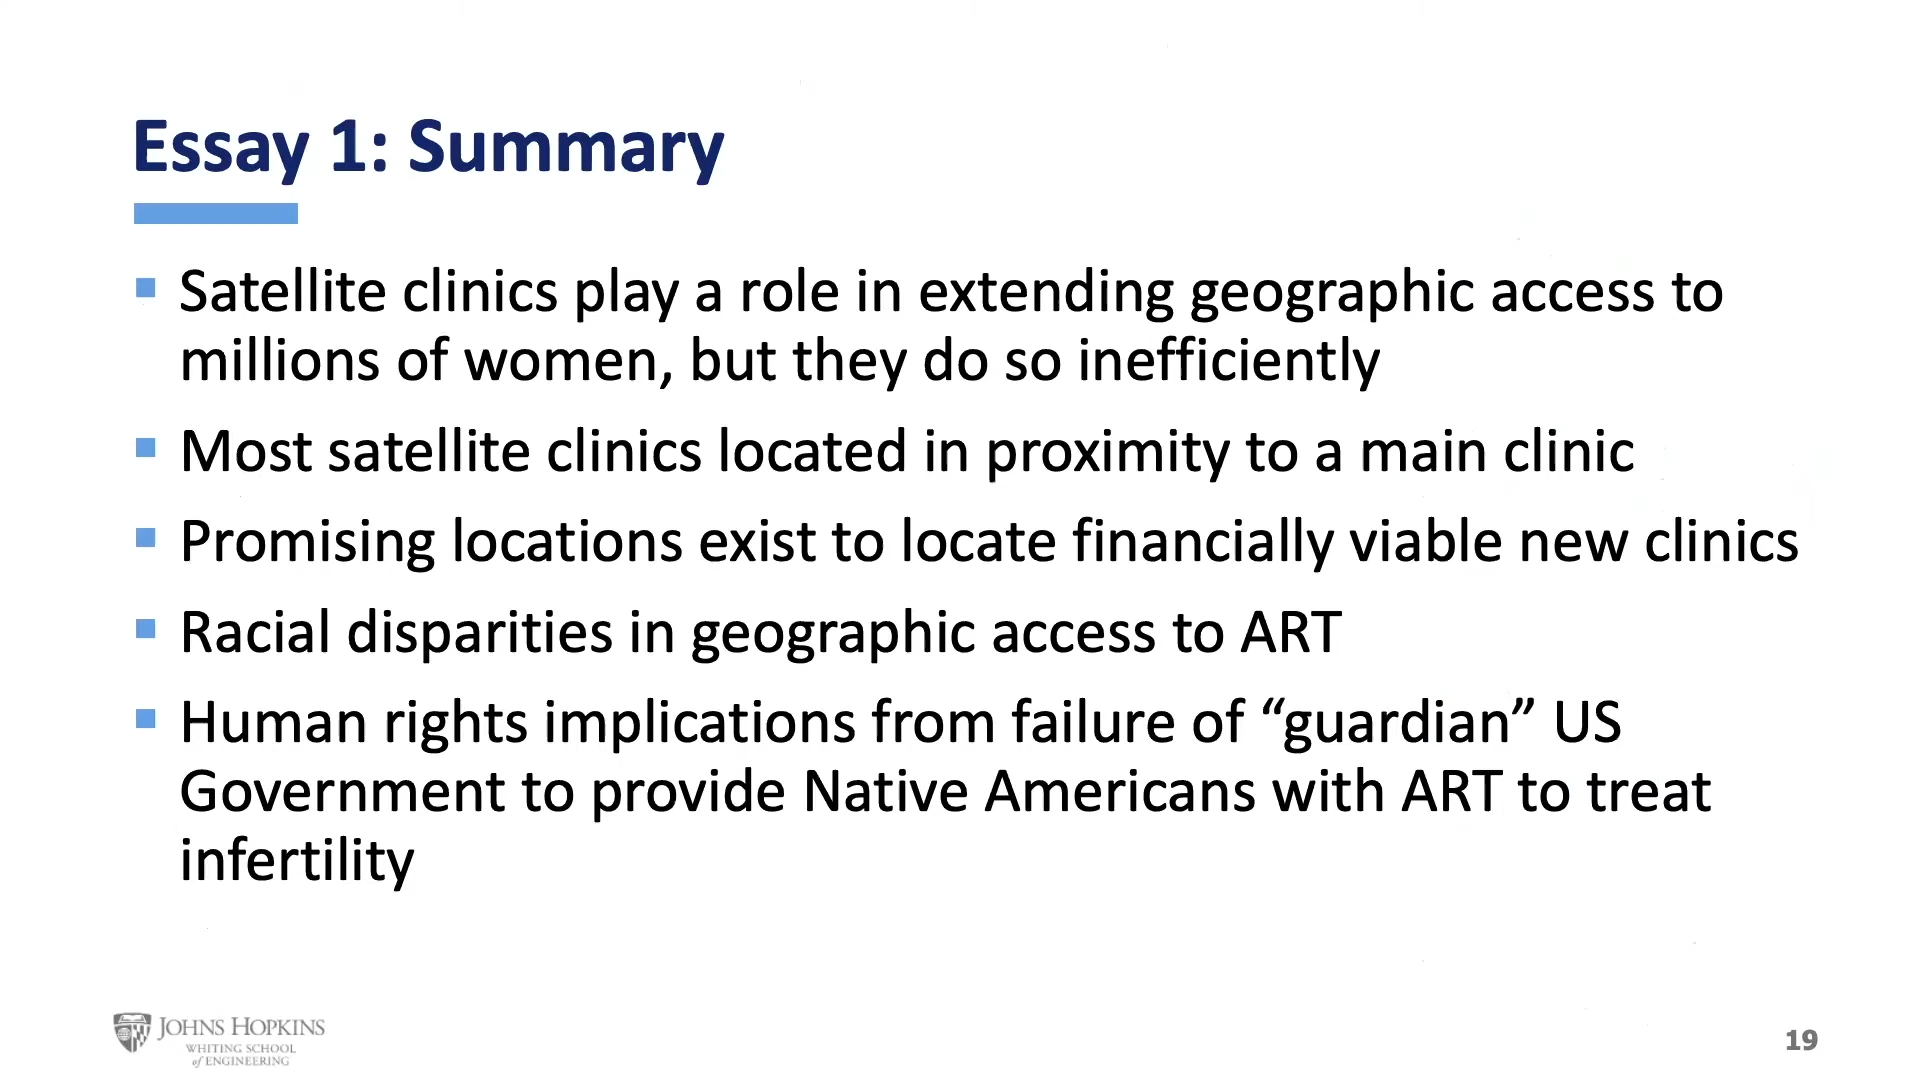 Essay 1: Summary
Satellite clinics play a role in extending geographic access to
millions of women, but they do so inefficiently
Most satellite clinics located in proximity to a main clinic
Promising locations exist to locate financially viable new clinics
Racial disparities in geographic access to ART
Human rights implications from failure of “guardian” US
Government to provide Native Americans with ART to treat
infertility
JOHNS HOPKINS
WHITING SCHOOL
of ENGINEERING
19